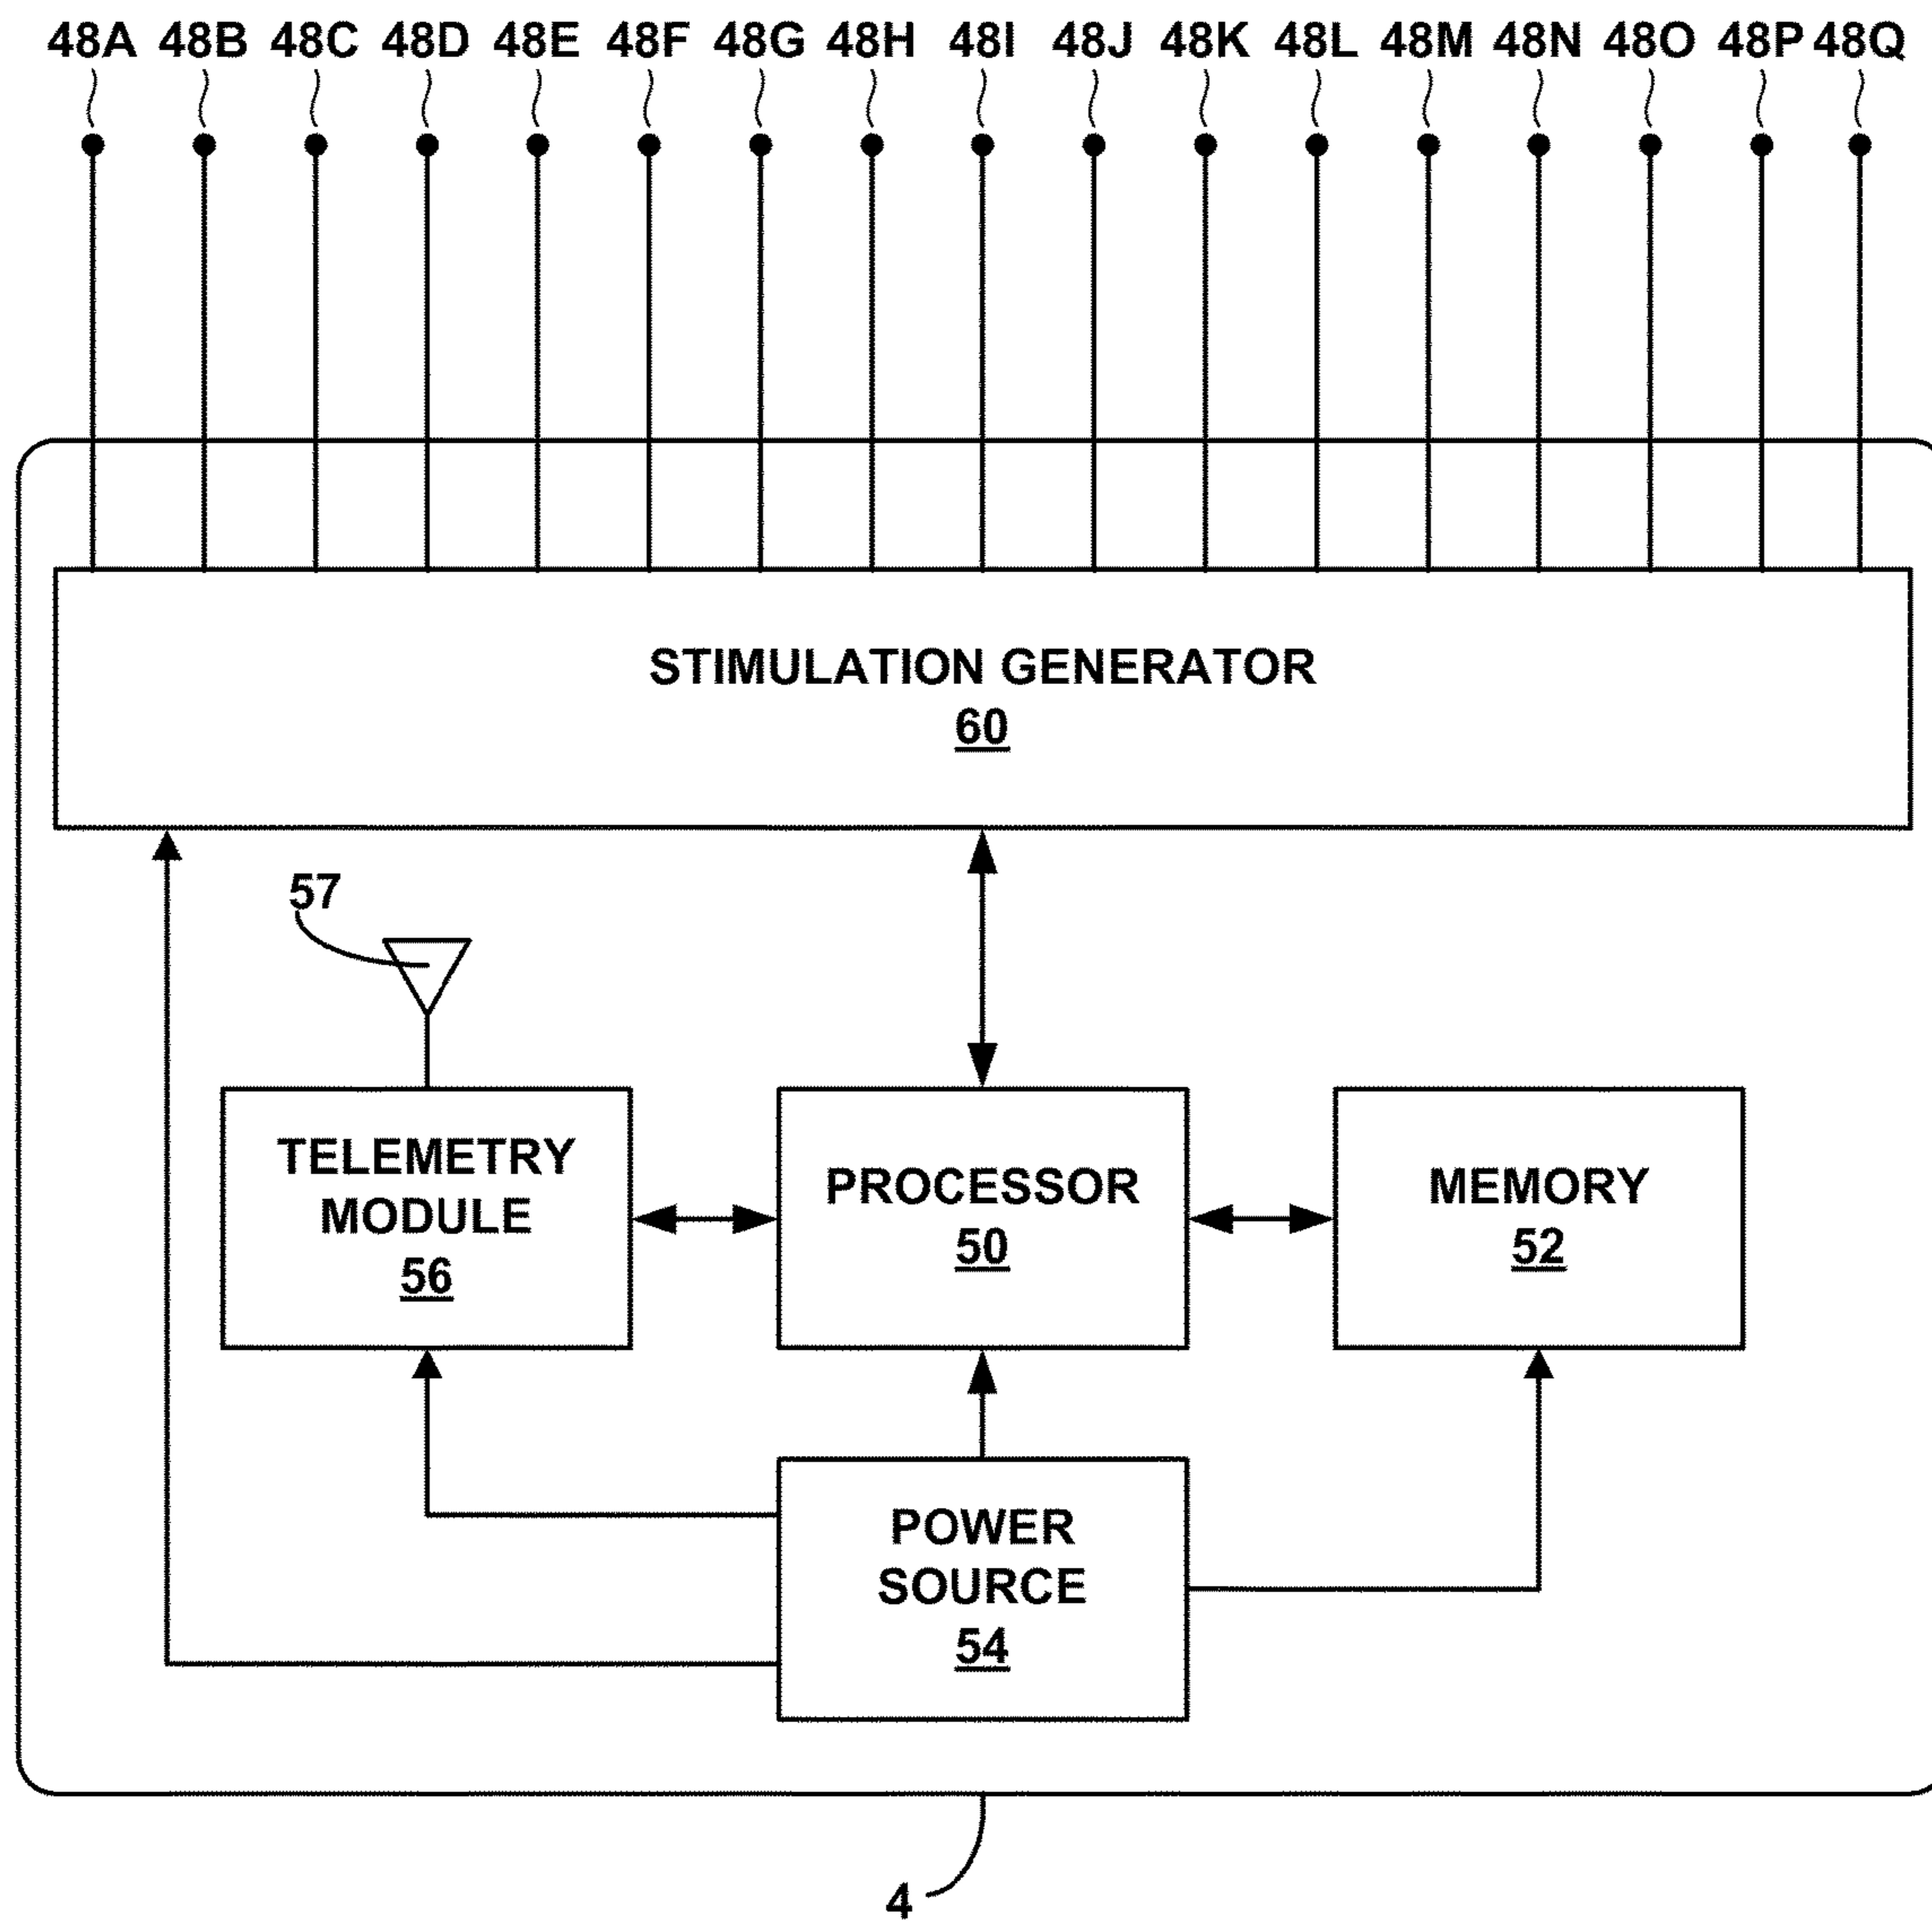 48A 48B 48C 48D 48E 48F 48G 48H 48I 48J 48K 48L 48M 48N 48O 48P 48Q
STIMULATION GENERATOR
60
57
TELEMETRY
MODULE
56
PROCESSOR
50
MEMORY
52
POWER
SOURCE
54
4